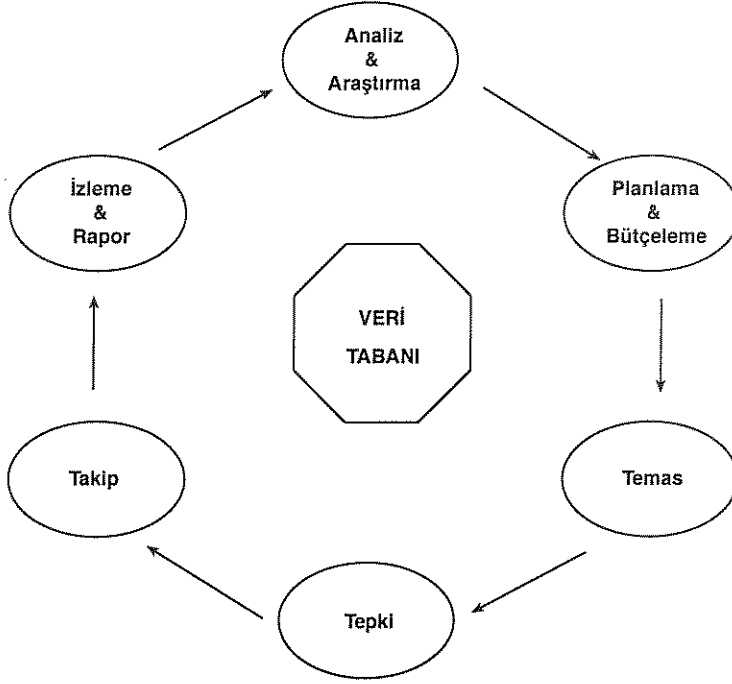 Analiz
&
Araştırma
Planlama
&
Bütçeleme
Temas
Tepki
Takip
İzleme
&
Rapor
VERİ
TABANI